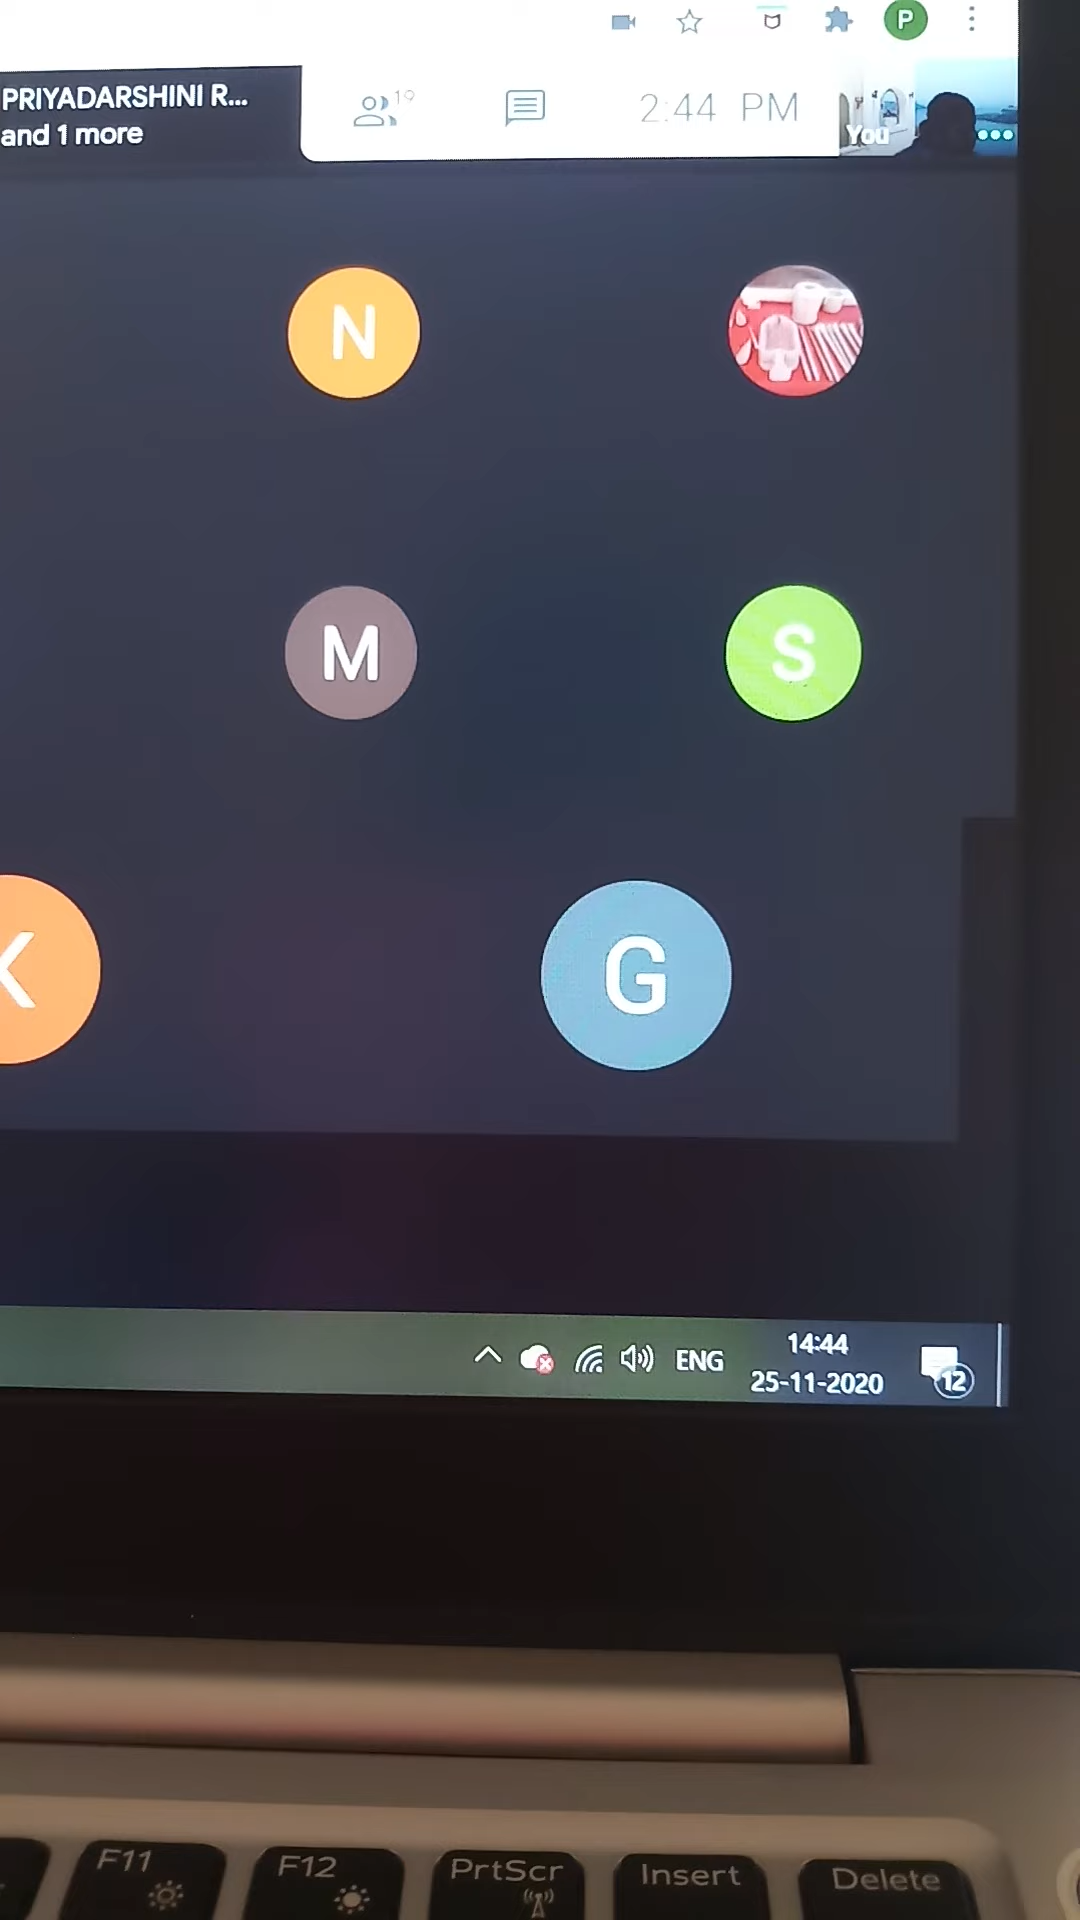 P
PRIYADARSHINI R...
and 1 more
19
2:44 PM
You
N
M
S
K
G
ENG
14:44
25-11-2020
12
F11
F12
PrtScr
Insert
Delete